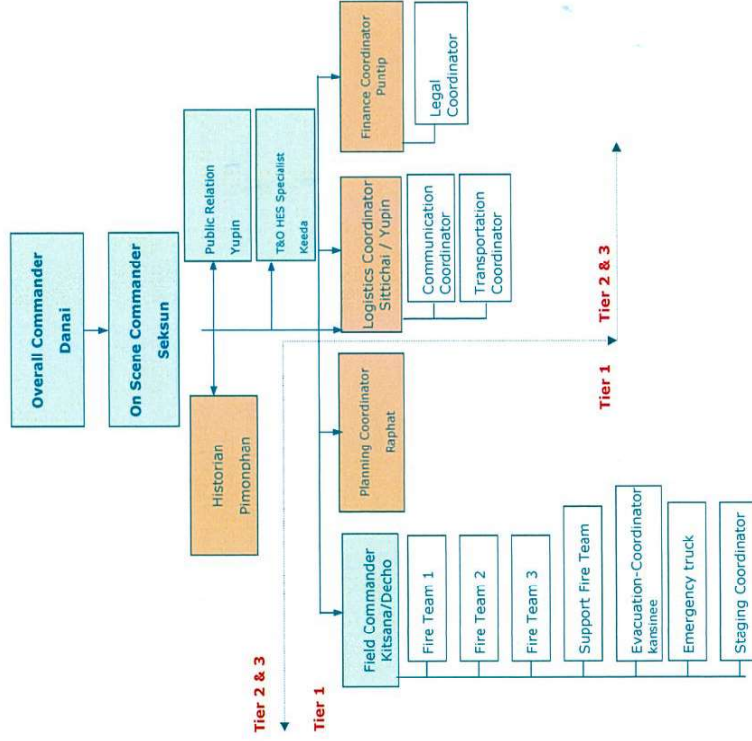 Overall Commander
Danai
On Scene Commander
Seksun
Historian
Pimonphan
Public Relation
Yupin
T&O HES Specialist
Keeda
Tier 2 & 3
Tier 1
Field Commander
Kitsana/Decho
Fire Team 1
Fire Team 2
Fire Team 3
Support Fire Team
Evacuation-Coordinator
kansinee
Emergency truck
Staging Coordinator
Planning Coordinator
Raphat
Logistics Coordinator
Sittichai / Yupin
Communication
Coordinator
Transportation
Coordinator
Finance Coordinator
Puntip
Legal
Coordinator
Tier 1
Tier 2 & 3